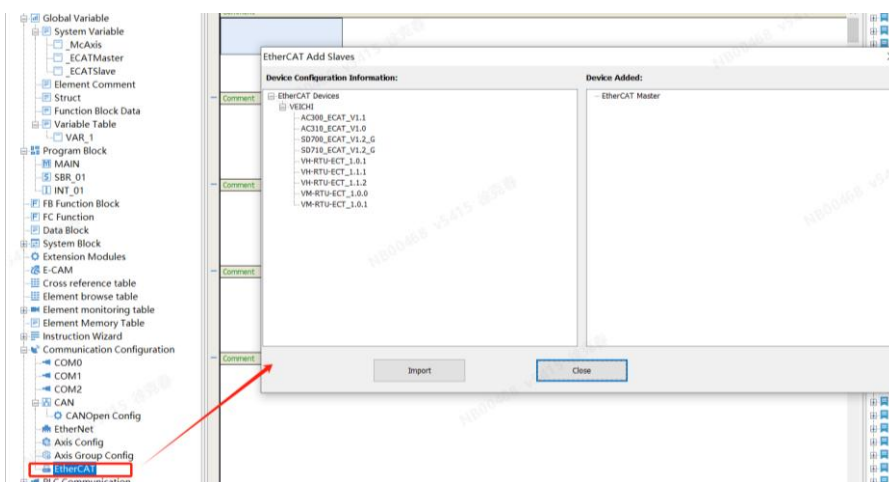 Global Variable
System Variable
_McAxis
_ECATMaster
_ECATSlave
Element Comment
Struct
Function Block Data
Variable Table
VAR_1
Program Block
MAIN
SBR_01
INT_01
FB Function Block
FC Function
Data Block
System Block
Extension Modules
E-CAM
Cross reference table
Element browse table
Element monitoring table
Element Memory Table
Instruction Wizard
Communication Configuration
COM0
COM1
COM2
CAN
CANOpen Config
EtherNet
Axis Config
Axis Group Config
EtherCAT
PLC Communication
Comment
Comment
Comment
Comment
Comment
EtherCAT Add Slaves
Device Configuration Information:
EtherCAT Devices
VEICHI
AC300_ECAT_V1.1
AC310_ECAT_V1.0
SD700_ECAT_V1.2_G
SD710_ECAT_V1.2_G
VH-RTU-ECT_1.0.1
VH-RTU-ECT_1.1.1
VH-RTU-ECT_1.1.2
VM-RTU-ECT_1.0.0
VM-RTU-ECT_1.0.1
Device Added:
EtherCAT Master
Import
Close